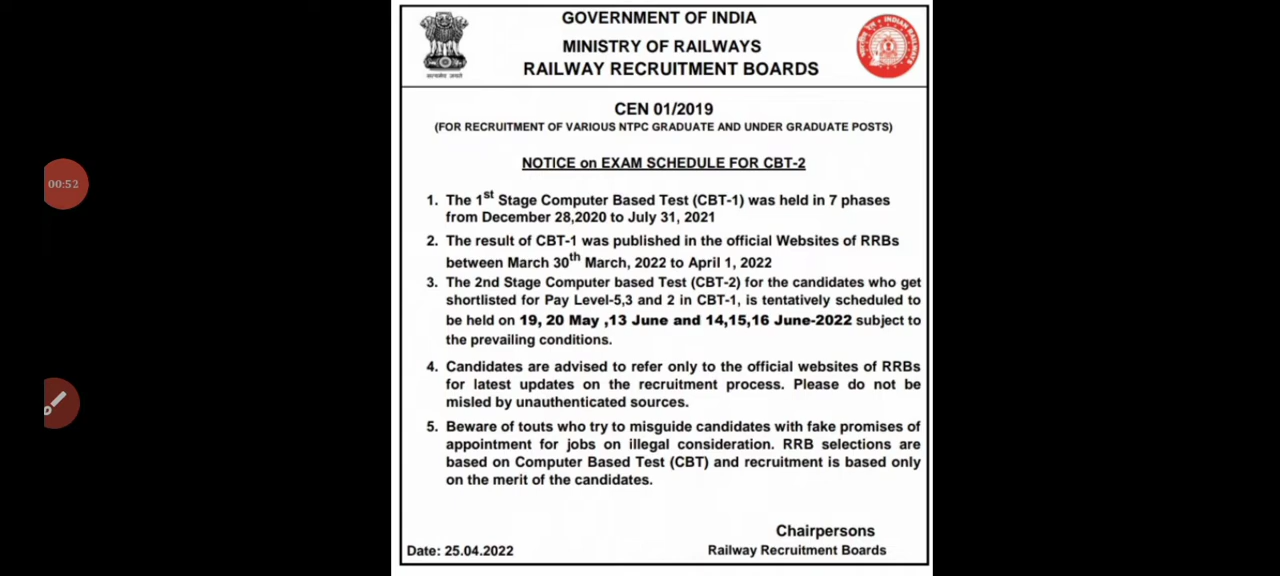 GOVERNMENT OF INDIA
MINISTRY OF RAILWAYS
RAILWAY RECRUITMENT BOARDS
CEN 01/2019
(FOR RECRUITMENT OF VARIOUS NTPC GRADUATE AND UNDER GRADUATE POSTS)
NOTICE on EXAM SCHEDULE FOR CBT-2
00:52
1. The 1st Stage Computer Based Test (CBT-1) was held in 7 phases
from December 28,2020 to July 31, 2021
2. The result of CBT-1 was published in the official Websites of RRBs
between March 30th March, 2022 to April 1, 2022
3. The 2nd Stage Computer based Test (CBT-2) for the candidates who get
shortlisted for Pay Level-5,3 and 2 in CBT-1, is tentatively scheduled to
be held on 19, 20 May ,13 June and 14,15,16 June-2022 subject to
the prevailing conditions.
4. Candidates are advised to refer only to the official websites of RRBs
for latest updates on the recruitment process. Please do not be
misled by unauthenticated sources.
5. Beware of touts who try to misguide candidates with fake promises of
appointment for jobs on illegal consideration. RRB selections are
based on Computer Based Test (CBT) and recruitment is based only
on the merit of the candidates.
Chairpersons
Date: 25.04.2022 Railway Recruitment Boards